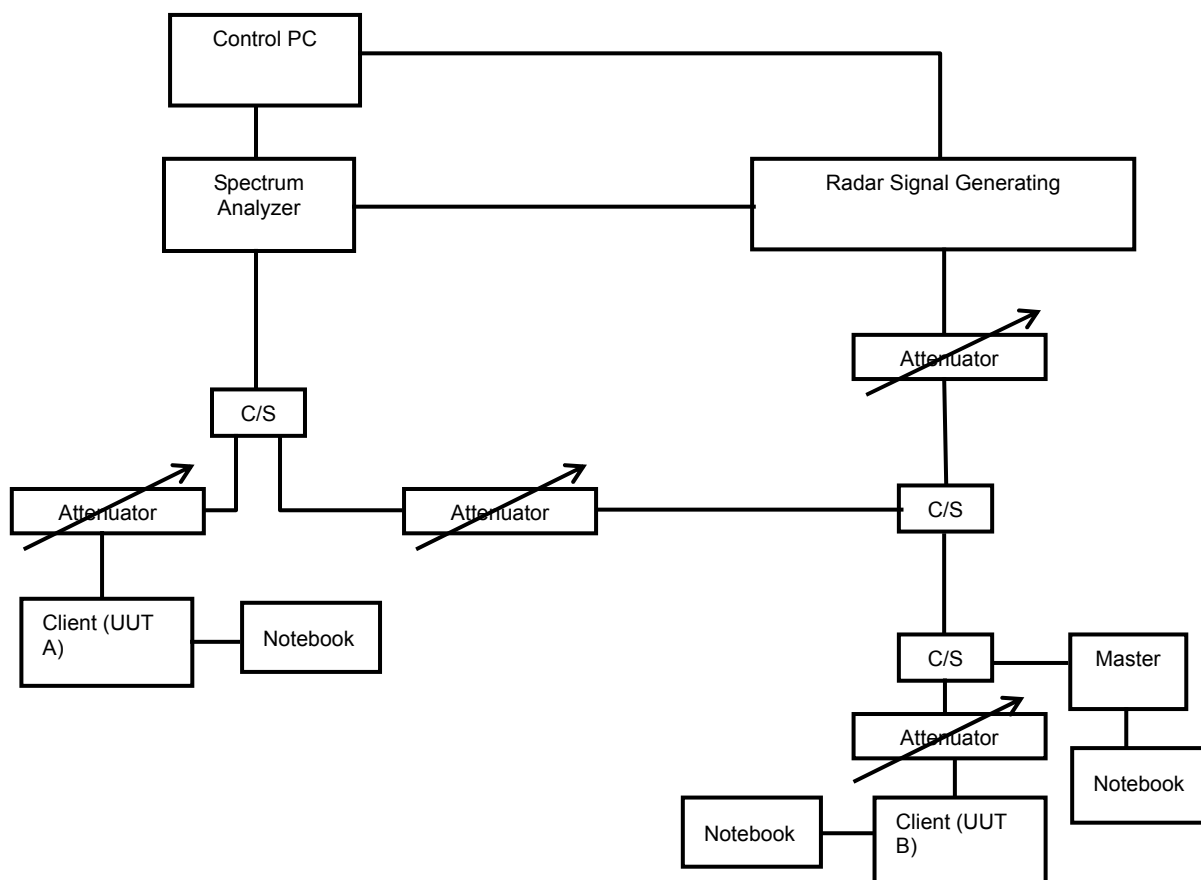 Control PC
Spectrum
Analyzer
Radar Signal Generating
Attenuator
C/S
Attenuator
Attenuator
C/S
Client (UUT
A)
Notebook
C/S
Master
Attenuator
Notebook
Notebook
Client (UUT
B)